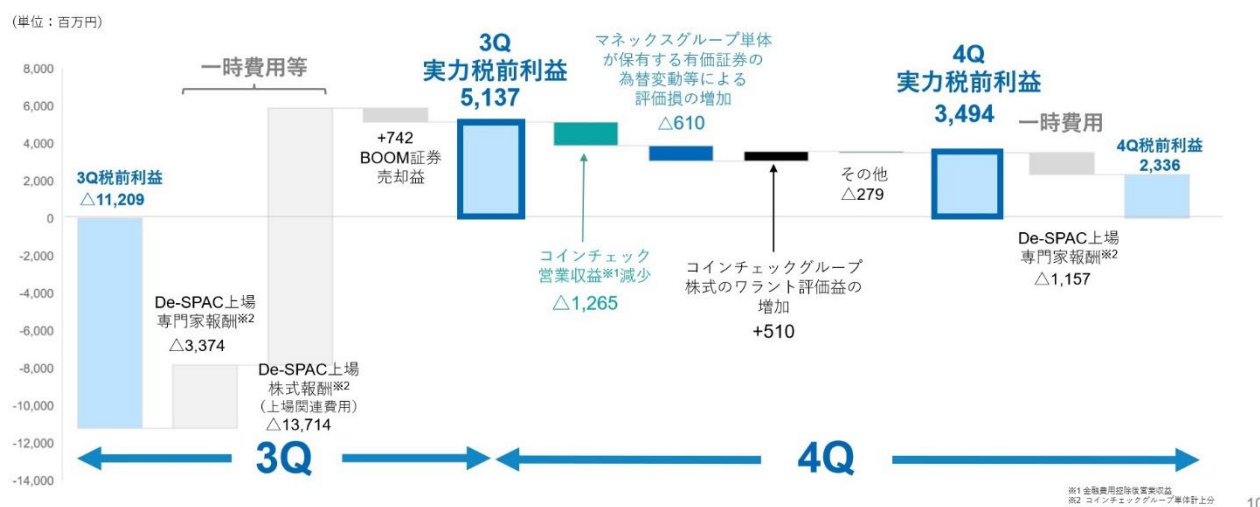 (単位：百万円)
8,000
6,000
4,000
2,000
0
-2,000
-4,000
-6,000
-8,000
-10,000
-12,000
-14,000
3Q税前利益
△11,209
一時費用等
De-SPAC上場
専門家報酬※2
△3,374
De-SPAC上場
株式報酬※2
(上場関連費用)
△13,714
+742
BOOM証券
売却益
3Q
実力税前利益
5,137
コインチェック
営業収益※1減少
△1,265
マネックスグループ単体
が保有する有価証券の
為替変動等による
評価損の増加
△610
コインチェックグループ
株式のワラント評価益の
増加
+510
その他
△279
4Q
実力税前利益
3,494
一時費用
De-SPAC上場
専門家報酬※2
△1,157
4Q税前利益
2,336
3Q
4Q
※1 金融費用控除後営業収益
※2 コインチェックグループ単体計上分
10